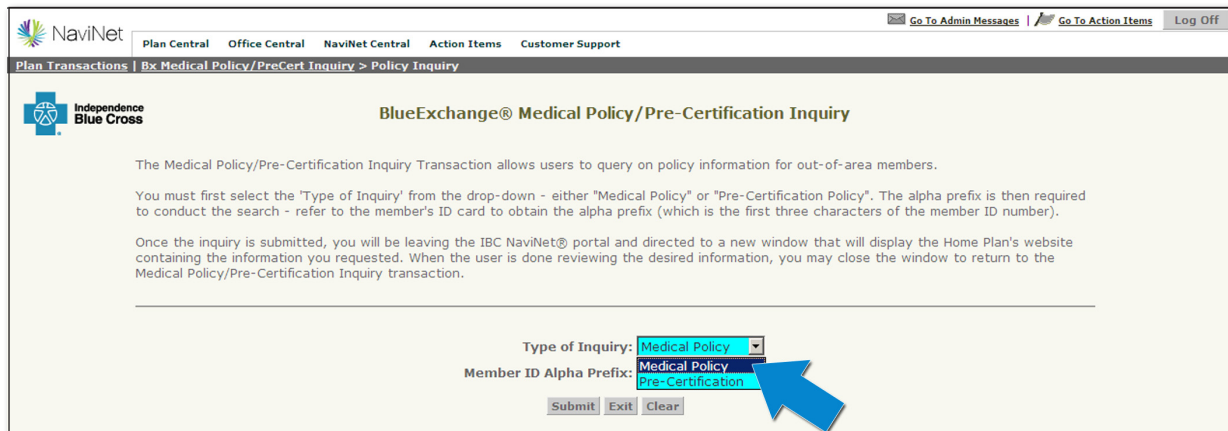 NaviNet
Go To Admin Messages | Go To Action Items Log Off
Plan Central Office Central NaviNet Central Action Items Customer Support
Plan Transactions | Bx Medical Policy/PreCert Inquiry > Policy Inquiry
Independence
Blue Cross
BlueExchange® Medical Policy/Pre-Certification Inquiry
The Medical Policy/Pre-Certification Inquiry Transaction allows users to query on policy information for out-of-area members.
You must first select the 'Type of Inquiry' from the drop-down - either "Medical Policy" or "Pre-Certification Policy". The alpha prefix is then required
to conduct the search - refer to the member's ID card to obtain the alpha prefix (which is the first three characters of the member ID number).
Once the inquiry is submitted, you will be leaving the IBC NaviNet® portal and directed to a new window that will display the Home Plan's website
containing the information you requested. When the user is done reviewing the desired information, you may close the window to return to the
Medical Policy/Pre-Certification Inquiry transaction.
Type of Inquiry: Medical Policy
Medical Policy
Member ID Alpha Prefix:
Pre-Certification
Submit Exit Clear